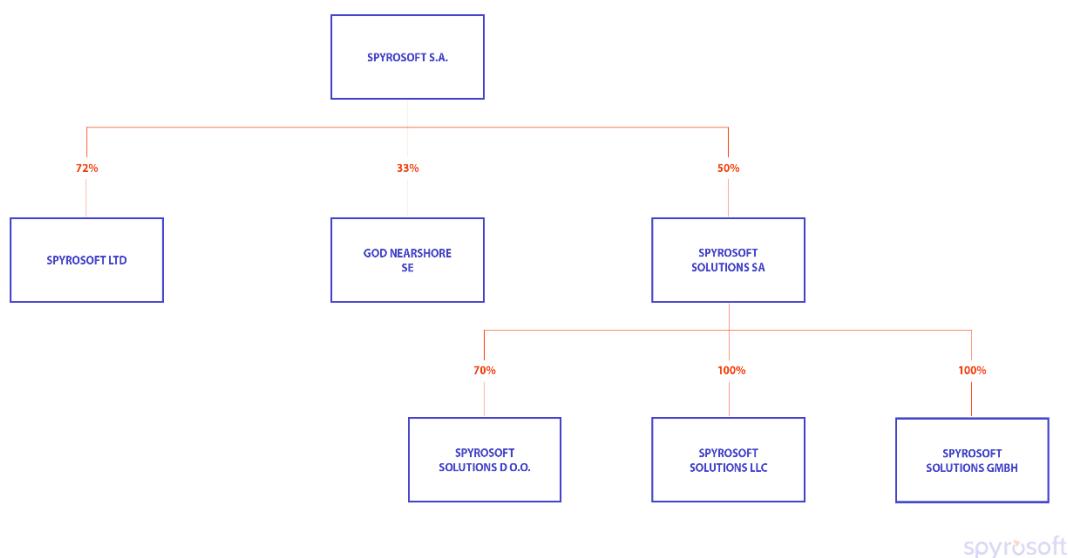 SPYROSOFT S.A.
72%
33%
50%
SPYROSOFT LTD
GOD NEARSHORE
SE
SPYROSOFT
SOLUTIONS SA
70%
100%
100%
SPYROSOFT
SOLUTIONS D O.O.
SPYROSOFT
SOLUTIONS LLC
SPYROSOFT
SOLUTIONS GMBH
spyrosoft